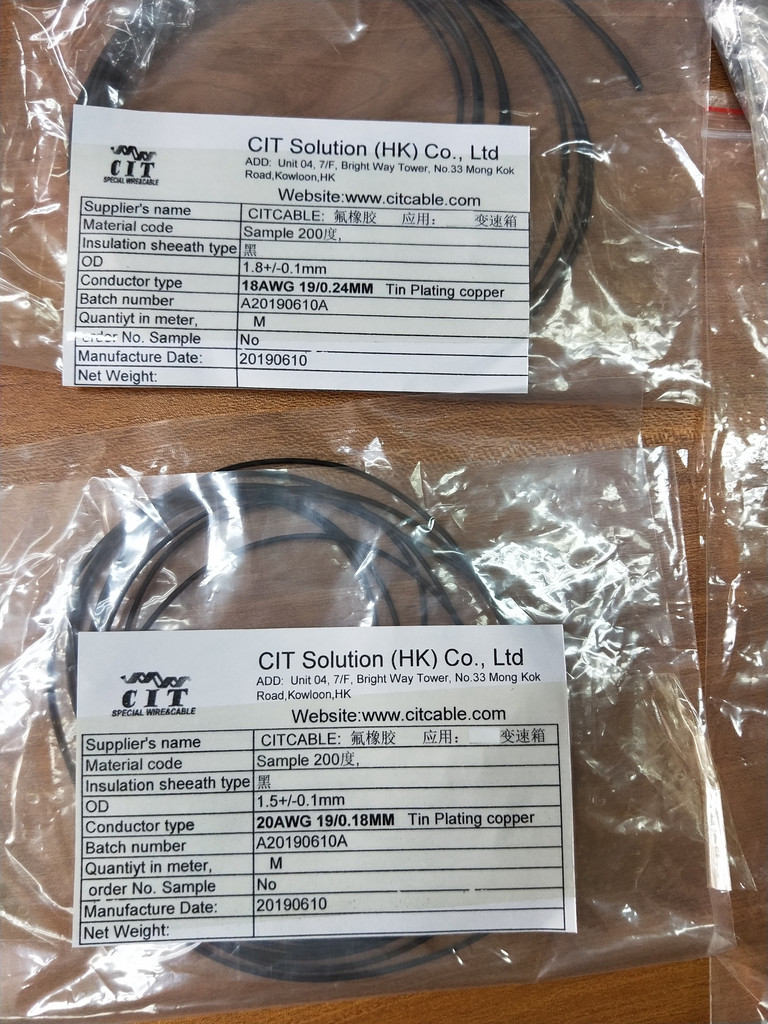 CIT
SPECIAL WIRE&CABLE
CIT Solution (HK) Co., Ltd
ADD: Unit 04, 7/F, Bright Way Tower, No.33 Mong Kok
Road,Kowloon,HK
Website:www.citcable.com
Supplier's name CITCABLE: 氟橡胶 应用： 变速箱
Material code Sample 200度,
Insulation sheeath type 黑
OD 1.8+/-0.1mm
Conductor type 18AWG 19/0.24MM Tin Plating copper
Batch number A20190610A
Quantiyt in meter, M
order No. Sample No
Manufacture Date: 20190610
Net Weight:
CIT
SPECIAL WIRE&CABLE
CIT Solution (HK) Co., Ltd
ADD: Unit 04, 7/F, Bright Way Tower, No.33 Mong Kok
Road,Kowloon,HK
Website:www.citcable.com
Supplier's name CITCABLE: 氟橡胶 应用： 变速箱
Material code Sample 200度,
Insulation sheeath type 黑
OD 1.5+/-0.1mm
Conductor type 20AWG 19/0.18MM Tin Plating copper
Batch number A20190610A
Quantiyt in meter, M
order No. Sample No
Manufacture Date: 20190610
Net Weight: